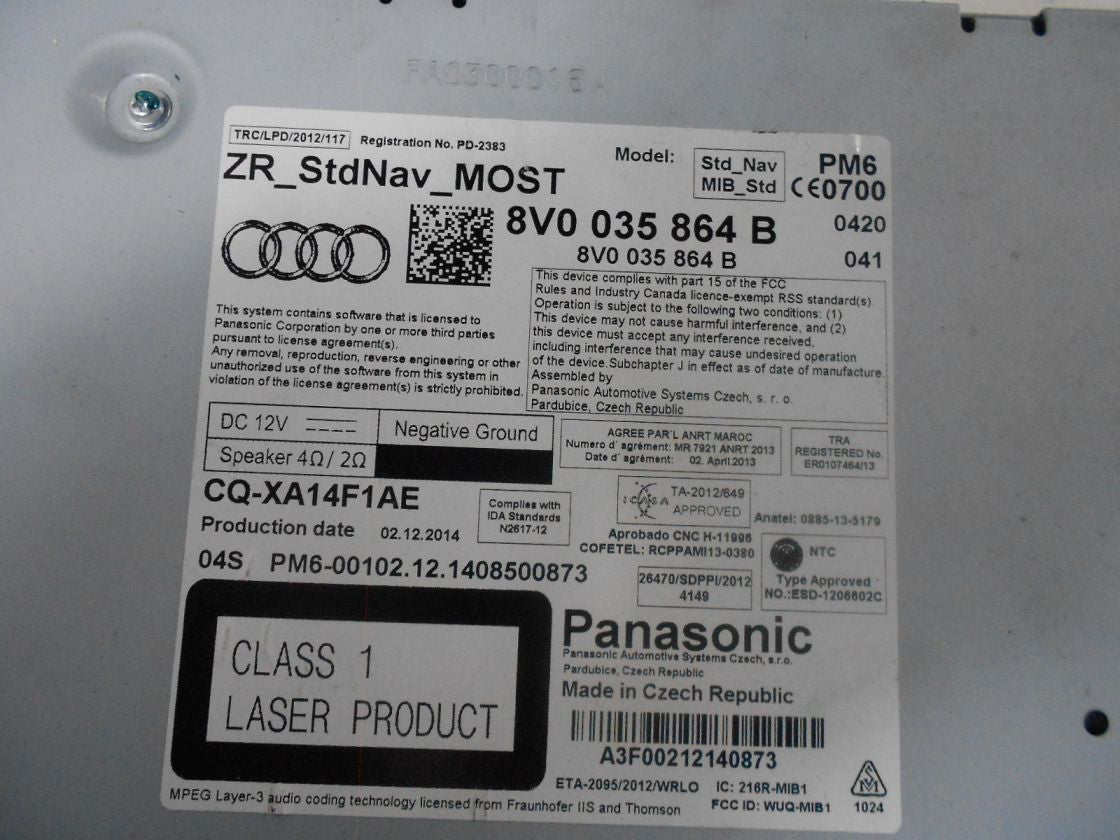 TRC/LPD/2012/117 Registration No. PD-2383
ZR_StdNav_MOST
Model: Std_Nav
MIB_Std
PM6
CE0700
8V0 035 864 B
0420
8V0 035 864 B
041
This system contains software that is licensed to
Panasonic Corporation by one or more third parties
pursuant to license agreement(s).
Any removal, reproduction, reverse engineering or other
unauthorized use of the software from this system in
violation of the license agreement(s) is strictly prohibited.
This device complies with part 15 of the FCC
Rules and Industry Canada licence-exempt RSS standard(s).
Operation is subject to the following two conditions: (1)
This device may not cause harmful interference, and (2)
this device must accept any interference received,
including interference that may cause undesired operation
of the device.Subchapter J in effect as of date of manufacture.
Assembled by
Panasonic Automotive Systems Czech, s. r. o.
Pardubice, Czech Republic
DC 12V
Negative Ground
Speaker 4Ω/ 2Ω
AGREE PAR'L ANRT MAROC
Numero d' agrément: MR 7921 ANRT 2013
Date d' agrément: 02. April.2013
TRA
REGISTERED No.
ER0107464/13
CQ-XA14F1AE
Production date 02.12.2014
Complies with
IDA Standards
N2617-12
ICASA
TA-2012/649
APPROVED
Anatel: 0885-13-5179
Aprobado CNC H-11996
COFETEL: RCPPAMI13-0380
NTC
Type Approved
NO.:ESD-1206602C
04S PM6-00102.12.1408500873
26470/SDPPI/2012
4149
CLASS 1
LASER PRODUCT
Panasonic
Panasonic Automotive Systems Czech, s.r.o.
Pardubice, Czech Republic
Made in Czech Republic
A3F00212140873
ETA-2095/2012/WRLO IC: 216R-MIB1
FCC ID: WUQ-MIB1
1024
MPEG Layer-3 audio coding technology licensed from Fraunhofer IIS and Thomson